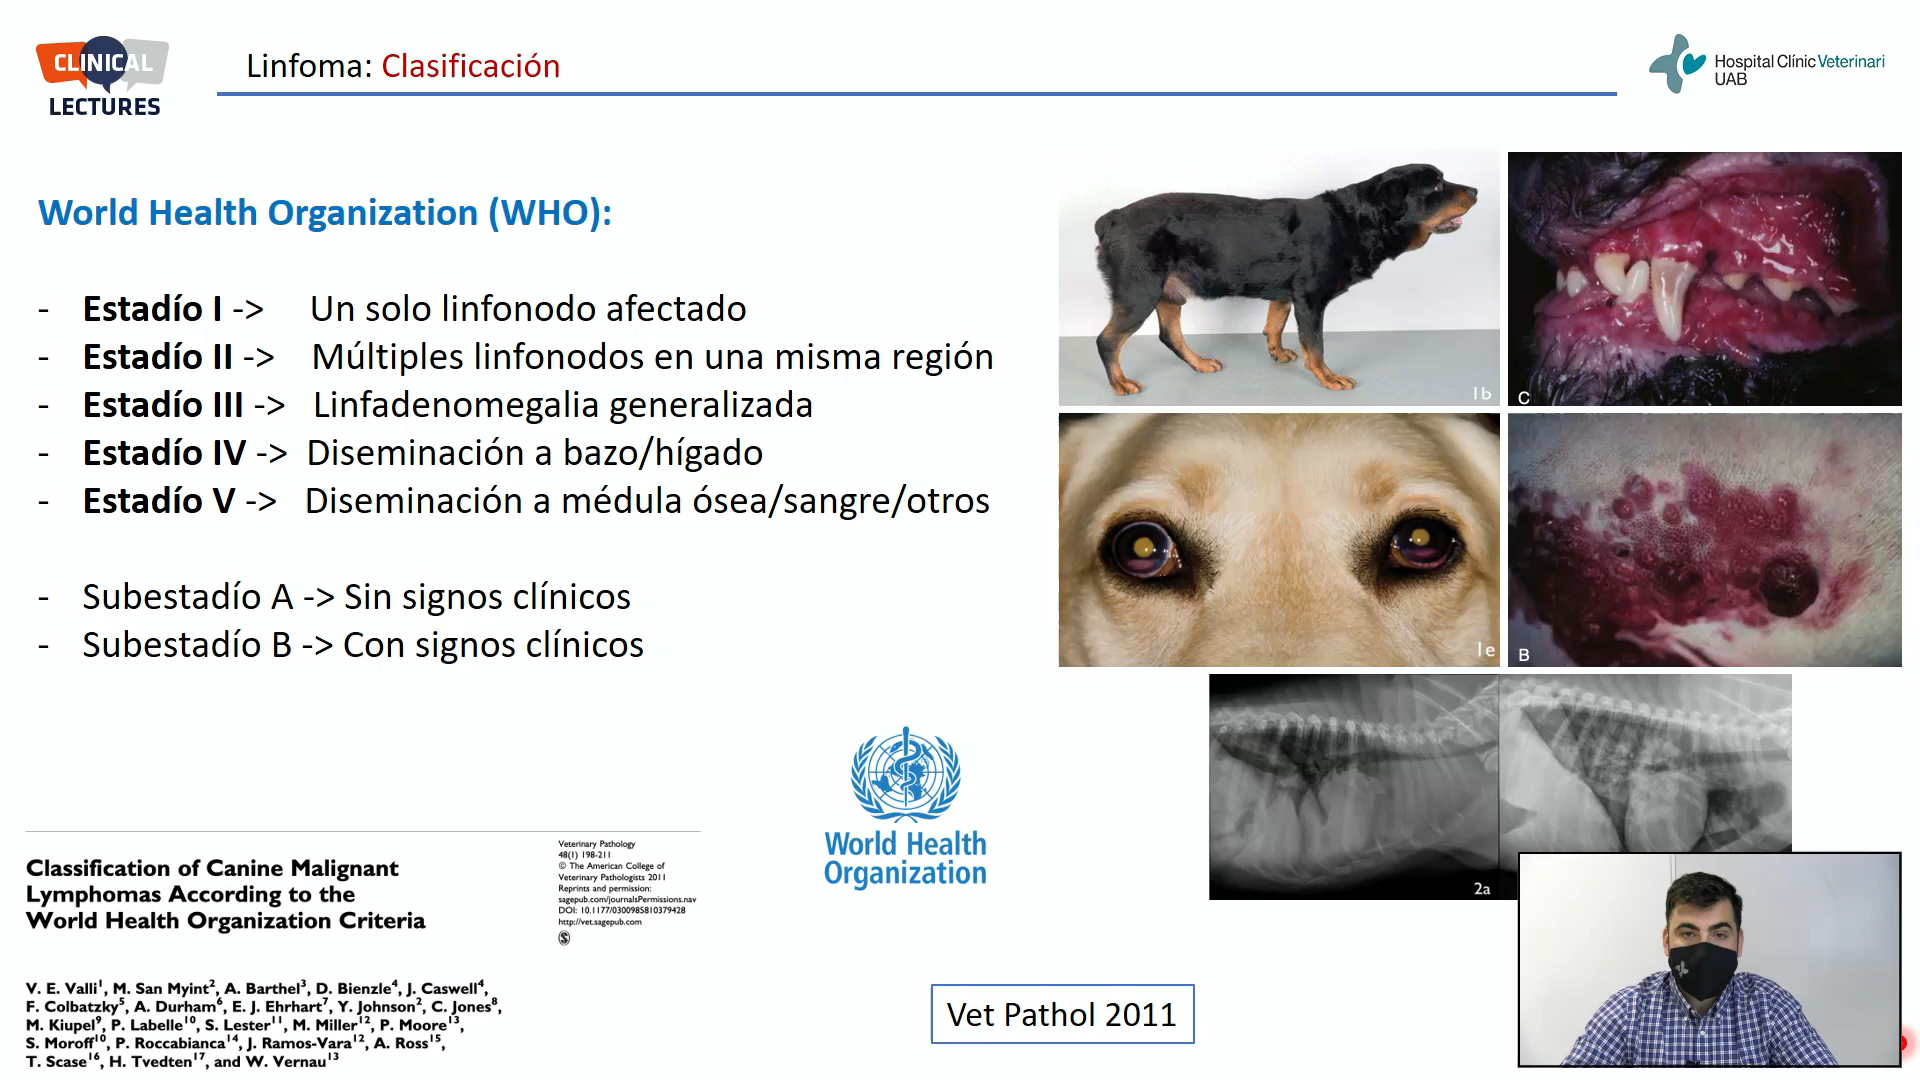 CLINICAL
LECTURES
Linfoma: Clasificación
Hospital Clínic Veterinari
UAB
World Health Organization (WHO):
- Estadío I -> Un solo linfonodo afectado
- Estadío II -> Múltiples linfonodos en una misma región
- Estadío III -> Linfadenomegalia generalizada
- Estadío IV -> Diseminación a bazo/hígado
- Estadío V -> Diseminación a médula ósea/sangre/otros
- Subestadío A -> Sin signos clínicos
- Subestadío B -> Con signos clínicos
1b
C
1e
B
2a
World Health
Organization
Classification of Canine Malignant
Lymphomas According to the
World Health Organization Criteria
Veterinary Pathology
48(1) 198-211
© The American College of
Veterinary Pathologists 2011
Reprints and permission:
sagepub.com/journalsPermissions.nav
DOI: 10.1177/0300985810379428
http://vet.sagepub.com
V. E. Valli1, M. San Myint2, A. Barthel3, D. Bienzle4, J. Caswell4,
F. Colbatzky5, A. Durham6, E. J. Ehrhart7, Y. Johnson2, C. Jones8,
M. Kiupel9, P. Labelle10, S. Lester11, M. Miller12, P. Moore13,
S. Moroff10, P. Roccabianca14, J. Ramos-Vara12, A. Ross15,
T. Scase16, H. Tvedten17, and W. Vernau13
Vet Pathol 2011